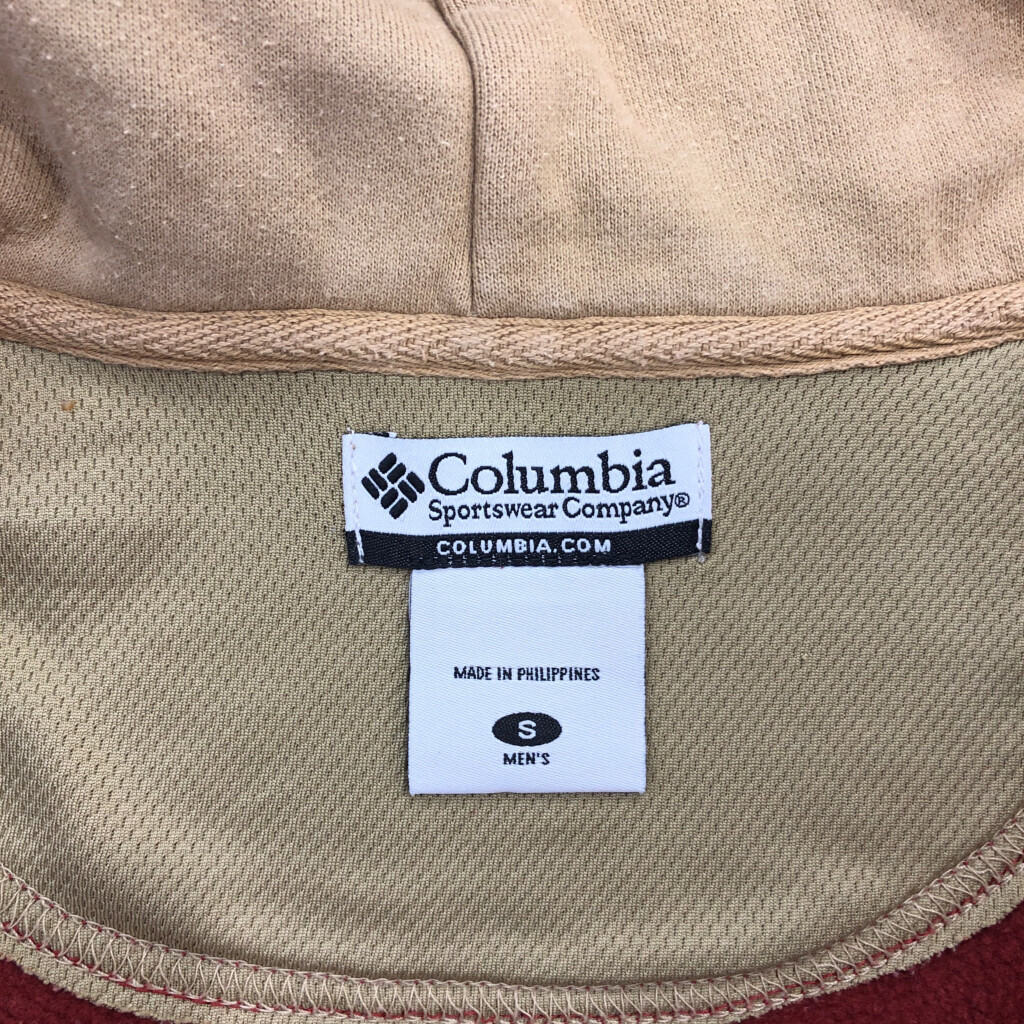 Columbia
Sportswear Company®
COLUMBIA.COM
MADE IN PHILIPPINES
S
MEN'S